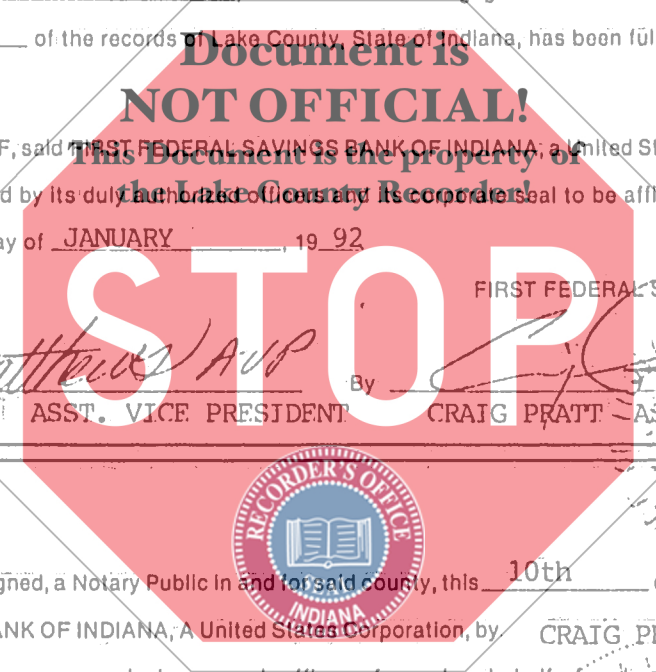 of the records of Lake County, State of Indiana, has been ful
Document is
NOT OFFICIAL!
F, said FIRST FEDERAL SAVINGS BANK OF INDIANA, a United St
This Document is the property of
d by its duly authorized officers and its corporate seal to be affi
the Lake County Recorder!
ay of JANUARY, 19 92
STOP
FIRST FEDERAL S
atthews AVP
By
ASST. VICE PRESIDENT CRAIG PRATT AS
RECORDER'S OFFICE
gned, a Notary Public in and for said county, this 10th
INDIANA
ANK OF INDIANA, A United States Corporation, by CRAIG P